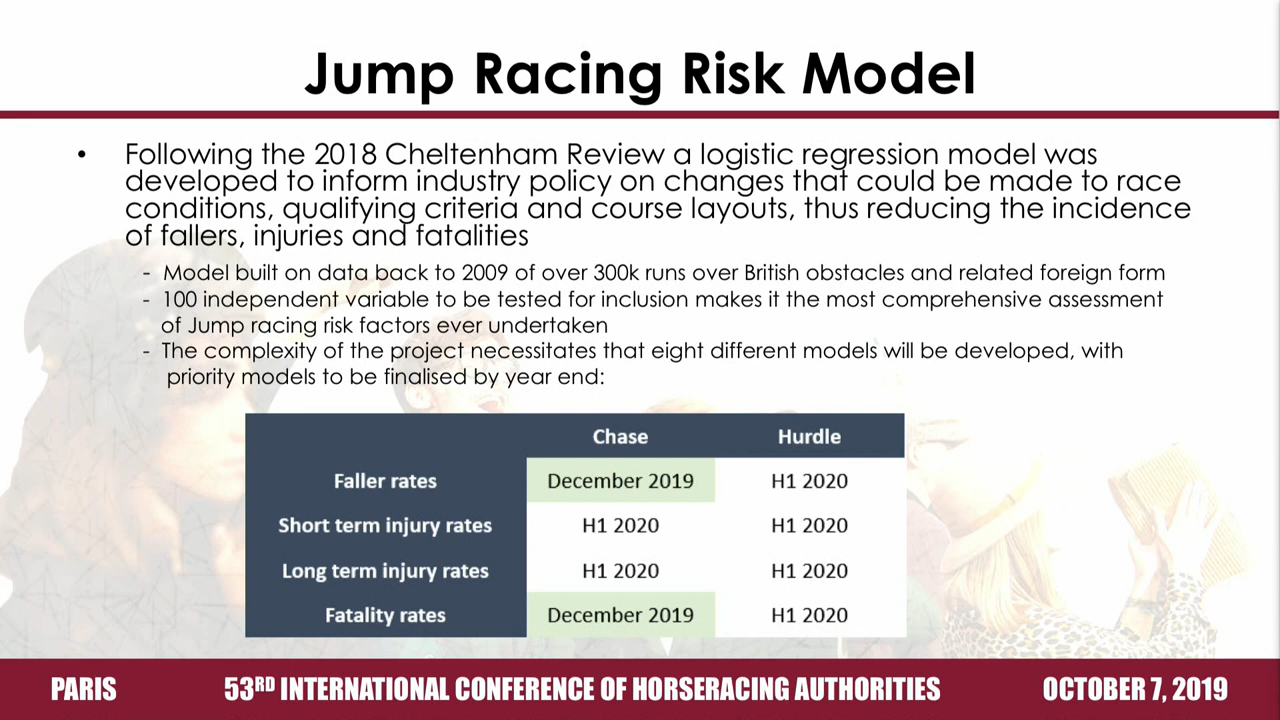 Jump Racing Risk Model
• Following the 2018 Cheltenham Review a logistic regression model was
developed to inform industry policy on changes that could be made to race
conditions, qualifying criteria and course layouts, thus reducing the incidence
of fallers, injuries and fatalities
- Model built on data back to 2009 of over 300k runs over British obstacles and related foreign form
- 100 independent variable to be tested for inclusion makes it the most comprehensive assessment
of Jump racing risk factors ever undertaken
- The complexity of the project necessitates that eight different models will be developed, with
priority models to be finalised by year end:
Chase Hurdle
Faller rates December 2019 H1 2020
Short term injury rates H1 2020 H1 2020
Long term injury rates H1 2020 H1 2020
Fatality rates December 2019 H1 2020
PARIS 53RD INTERNATIONAL CONFERENCE OF HORSERACING AUTHORITIES OCTOBER 7, 2019